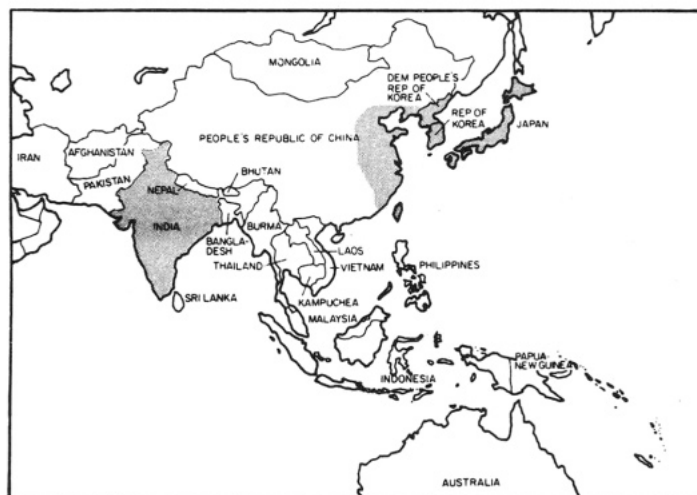 MONGOLIA
DEM PEOPLE'S
REP OF
KOREA
REP OF
KOREA
JAPAN
PEOPLE'S REPUBLIC OF CHINA
IRAN
AFGHANISTAN
PAKISTAN
NEPAL
BHUTAN
INDIA
BURMA
BANGLA-
DESH
LAOS
THAILAND
VIETNAM
PHILIPPINES
SRI LANKA
KAMPUCHEA
MALAYSIA
INDONESIA
PAPUA
NEW GUINEA
AUSTRALIA